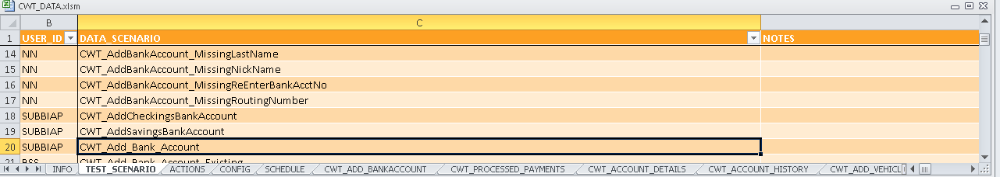 CWT_DATA.xlsm
B C
1 USER_ID DATA_SCENARIO NOTES
14 NN CWT_AddBankAccount_MissingLastName
15 NN CWT_AddBankAccount_MissingNickName
16 NN CWT_AddBankAccount_MissingReEnterBankAcctNo
17 NN CWT_AddBankAccount_MissingRoutingNumber
18 SUBBIAP CWT_AddCheckingsBankAccount
19 SUBBIAP CWT_AddSavingsBankAccount
20 SUBBIAP CWT_Add_Bank_Account
21 BSS CWT_Add_Bank_Account_Existing
INFO TEST_SCENARIO ACTIONS CONFIG SCHEDULE CWT_ADD_BANKACCOUNT CWT_PROCESSED_PAYMENTS CWT_ACCOUNT_DETAILS CWT_ACCOUNT_HISTORY CWT_ADD_VEHICL